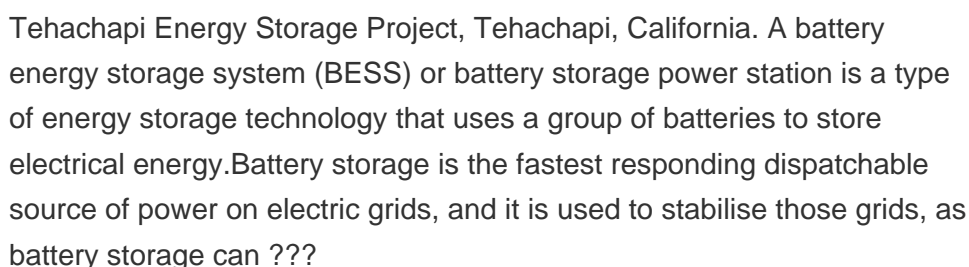 Tehachapi Energy Storage Project, Tehachapi, California. A battery
energy storage system (BESS) or battery storage power station is a type
of energy storage technology that uses a group of batteries to store
electrical energy.Battery storage is the fastest responding dispatchable
source of power on electric grids, and it is used to stabilise those grids, as
battery storage can ???